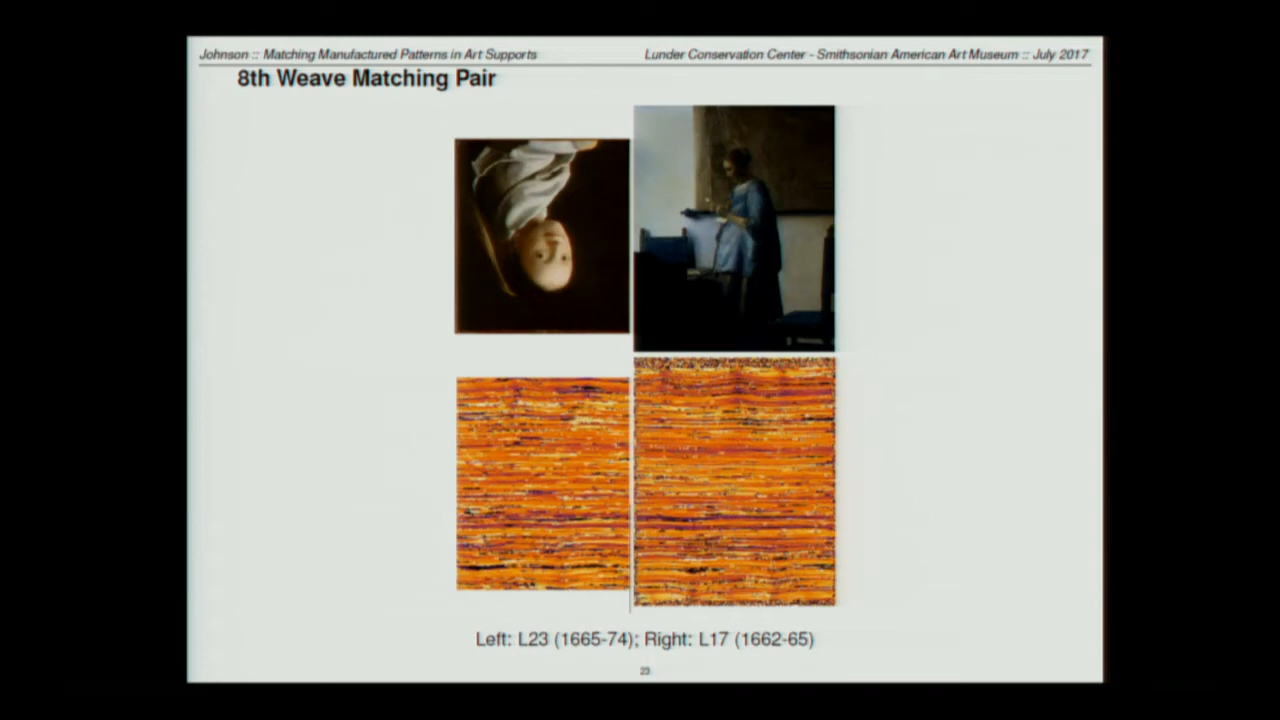 Johnson :: Matching Manufactured Patterns in Art Supports
Lunder Conservation Center - Smithsonian American Art Museum :: July 2017
8th Weave Matching Pair
Left: L23 (1665-74); Right: L17 (1662-65)
23